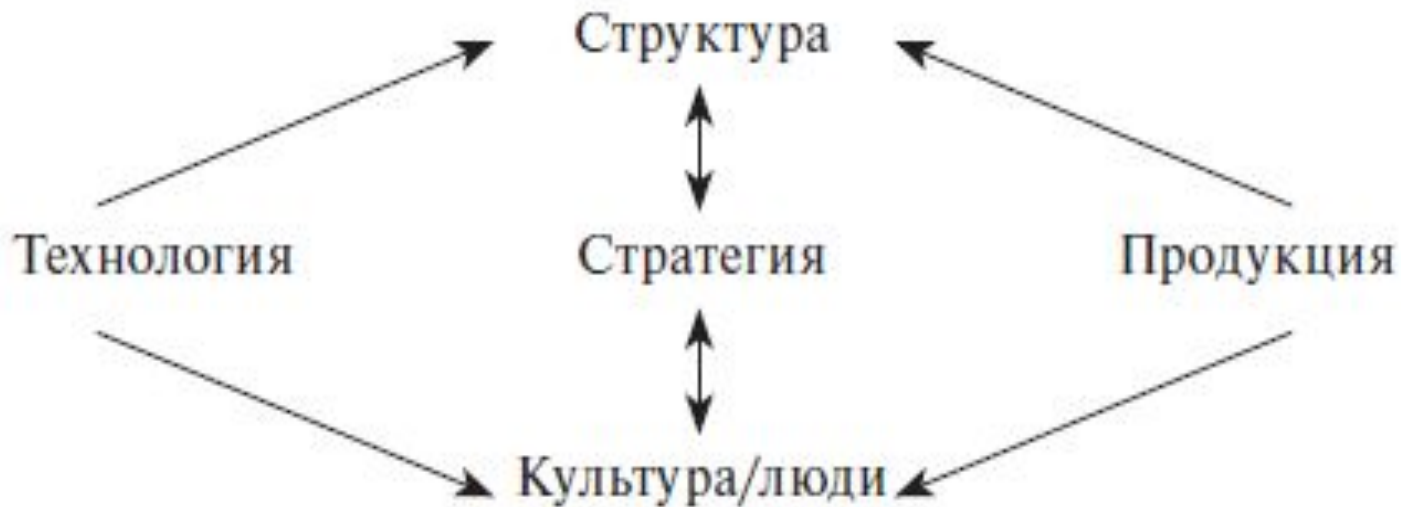 Структура
Технология
Стратегия
Продукция
Культура/люди